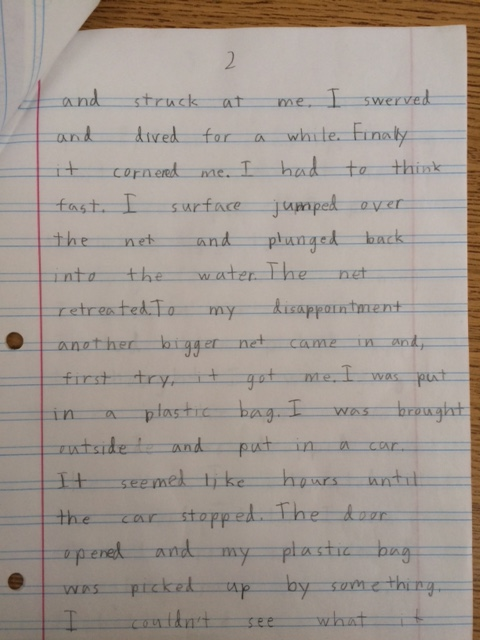 2
and struck at me. I swerved
and dived for a while. Finally
it cornered me. I had to think
fast. I surface jumped over
the net and plunged back
into the water. The net
retreated.To my disappointment
another bigger net came in and,
first try, it got me. I was put
in a plastic bag. I was brought
outside and put in a car.
It seemed like hours until
the car stopped. The door
opened and my plastic bag
was picked up by something.
I couldn't see what it